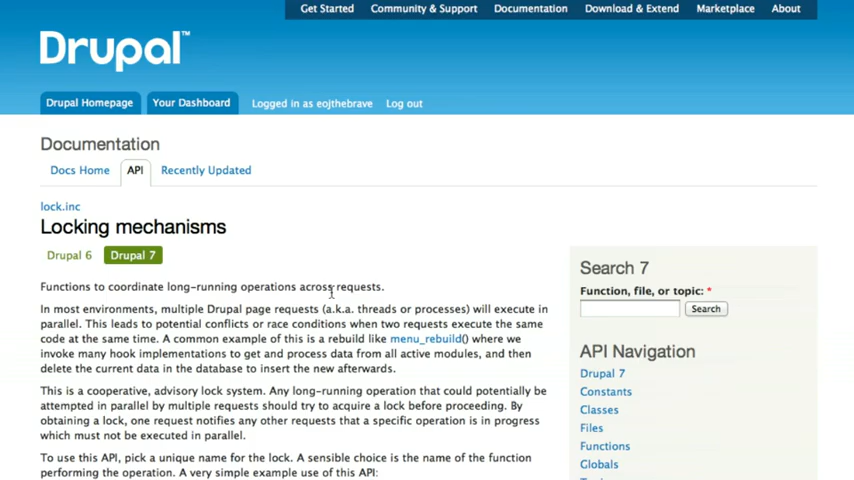 Get Started Community & Support Documentation Download & Extend Marketplace About
Drupal™
Drupal Homepage Your Dashboard Logged in as eojthebrave Log out
Documentation
Docs Home API Recently Updated
lock.inc
Locking mechanisms
Drupal 6 Drupal 7
Functions to coordinate long-running operations across requests.
In most environments, multiple Drupal page requests (a.k.a. threads or processes) will execute in
parallel. This leads to potential conflicts or race conditions when two requests execute the same
code at the same time. A common example of this is a rebuild like menu_rebuild() where we
invoke many hook implementations to get and process data from all active modules, and then
delete the current data in the database to insert the new afterwards.
This is a cooperative, advisory lock system. Any long-running operation that could potentially be
attempted in parallel by multiple requests should try to acquire a lock before proceeding. By
obtaining a lock, one request notifies any other requests that a specific operation is in progress
which must not be executed in parallel.
To use this API, pick a unique name for the lock. A sensible choice is the name of the function
performing the operation. A very simple example use of this API:
Search 7
Function, file, or topic: *
Search
API Navigation
Drupal 7
Constants
Classes
Files
Functions
Globals